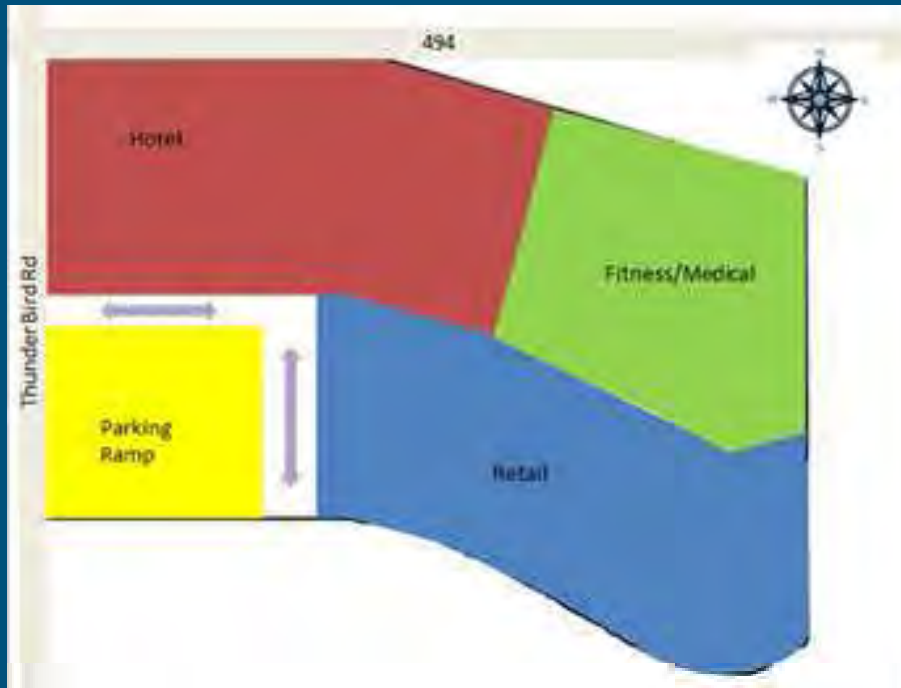 494
Hotel
Fitness/Medical
Thunder Bird Rd
Parking
Ramp
Retail